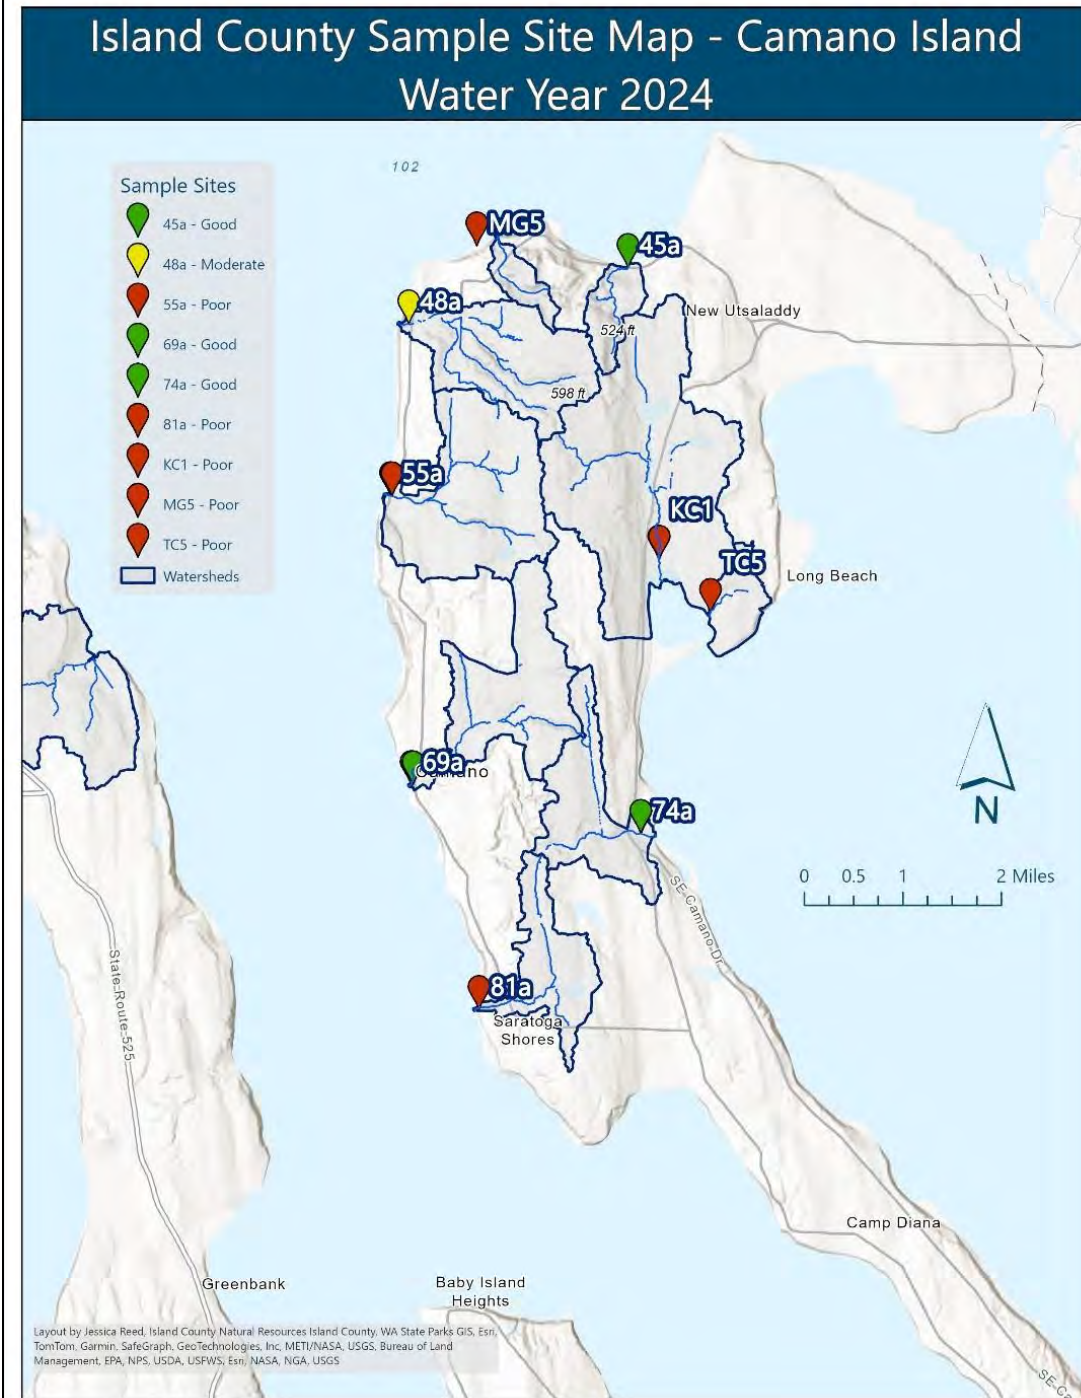 Island County Sample Site Map - Camano Island
Water Year 2024
102
Sample Sites
45a - Good
48a - Moderate
55a - Poor
69a - Good
74a - Good
81a - Poor
KC1 - Poor
MG5 - Poor
TC5 - Poor
Watersheds
MG5
45a
48a
New Utsaladdy
524 ft
598 ft
55a
KC1
TC5
Long Beach
69a
Camano
N
74a
0 0.5 1 2 Miles
SE Camano Dr
State Route 525
81a
Saratoga
Shores
Camp Diana
Greenbank
Baby Island
Heights
Layout by Jessica Reed, Island County Natural Resources Island County, WA State Parks GIS, Esri,
TomTom, Garmin, SafeGraph, GeoTechnologies, Inc, METI/NASA, USGS, Bureau of Land
Management, EPA, NPS, USDA, USFWS, Esri, NASA, NGA, USGS